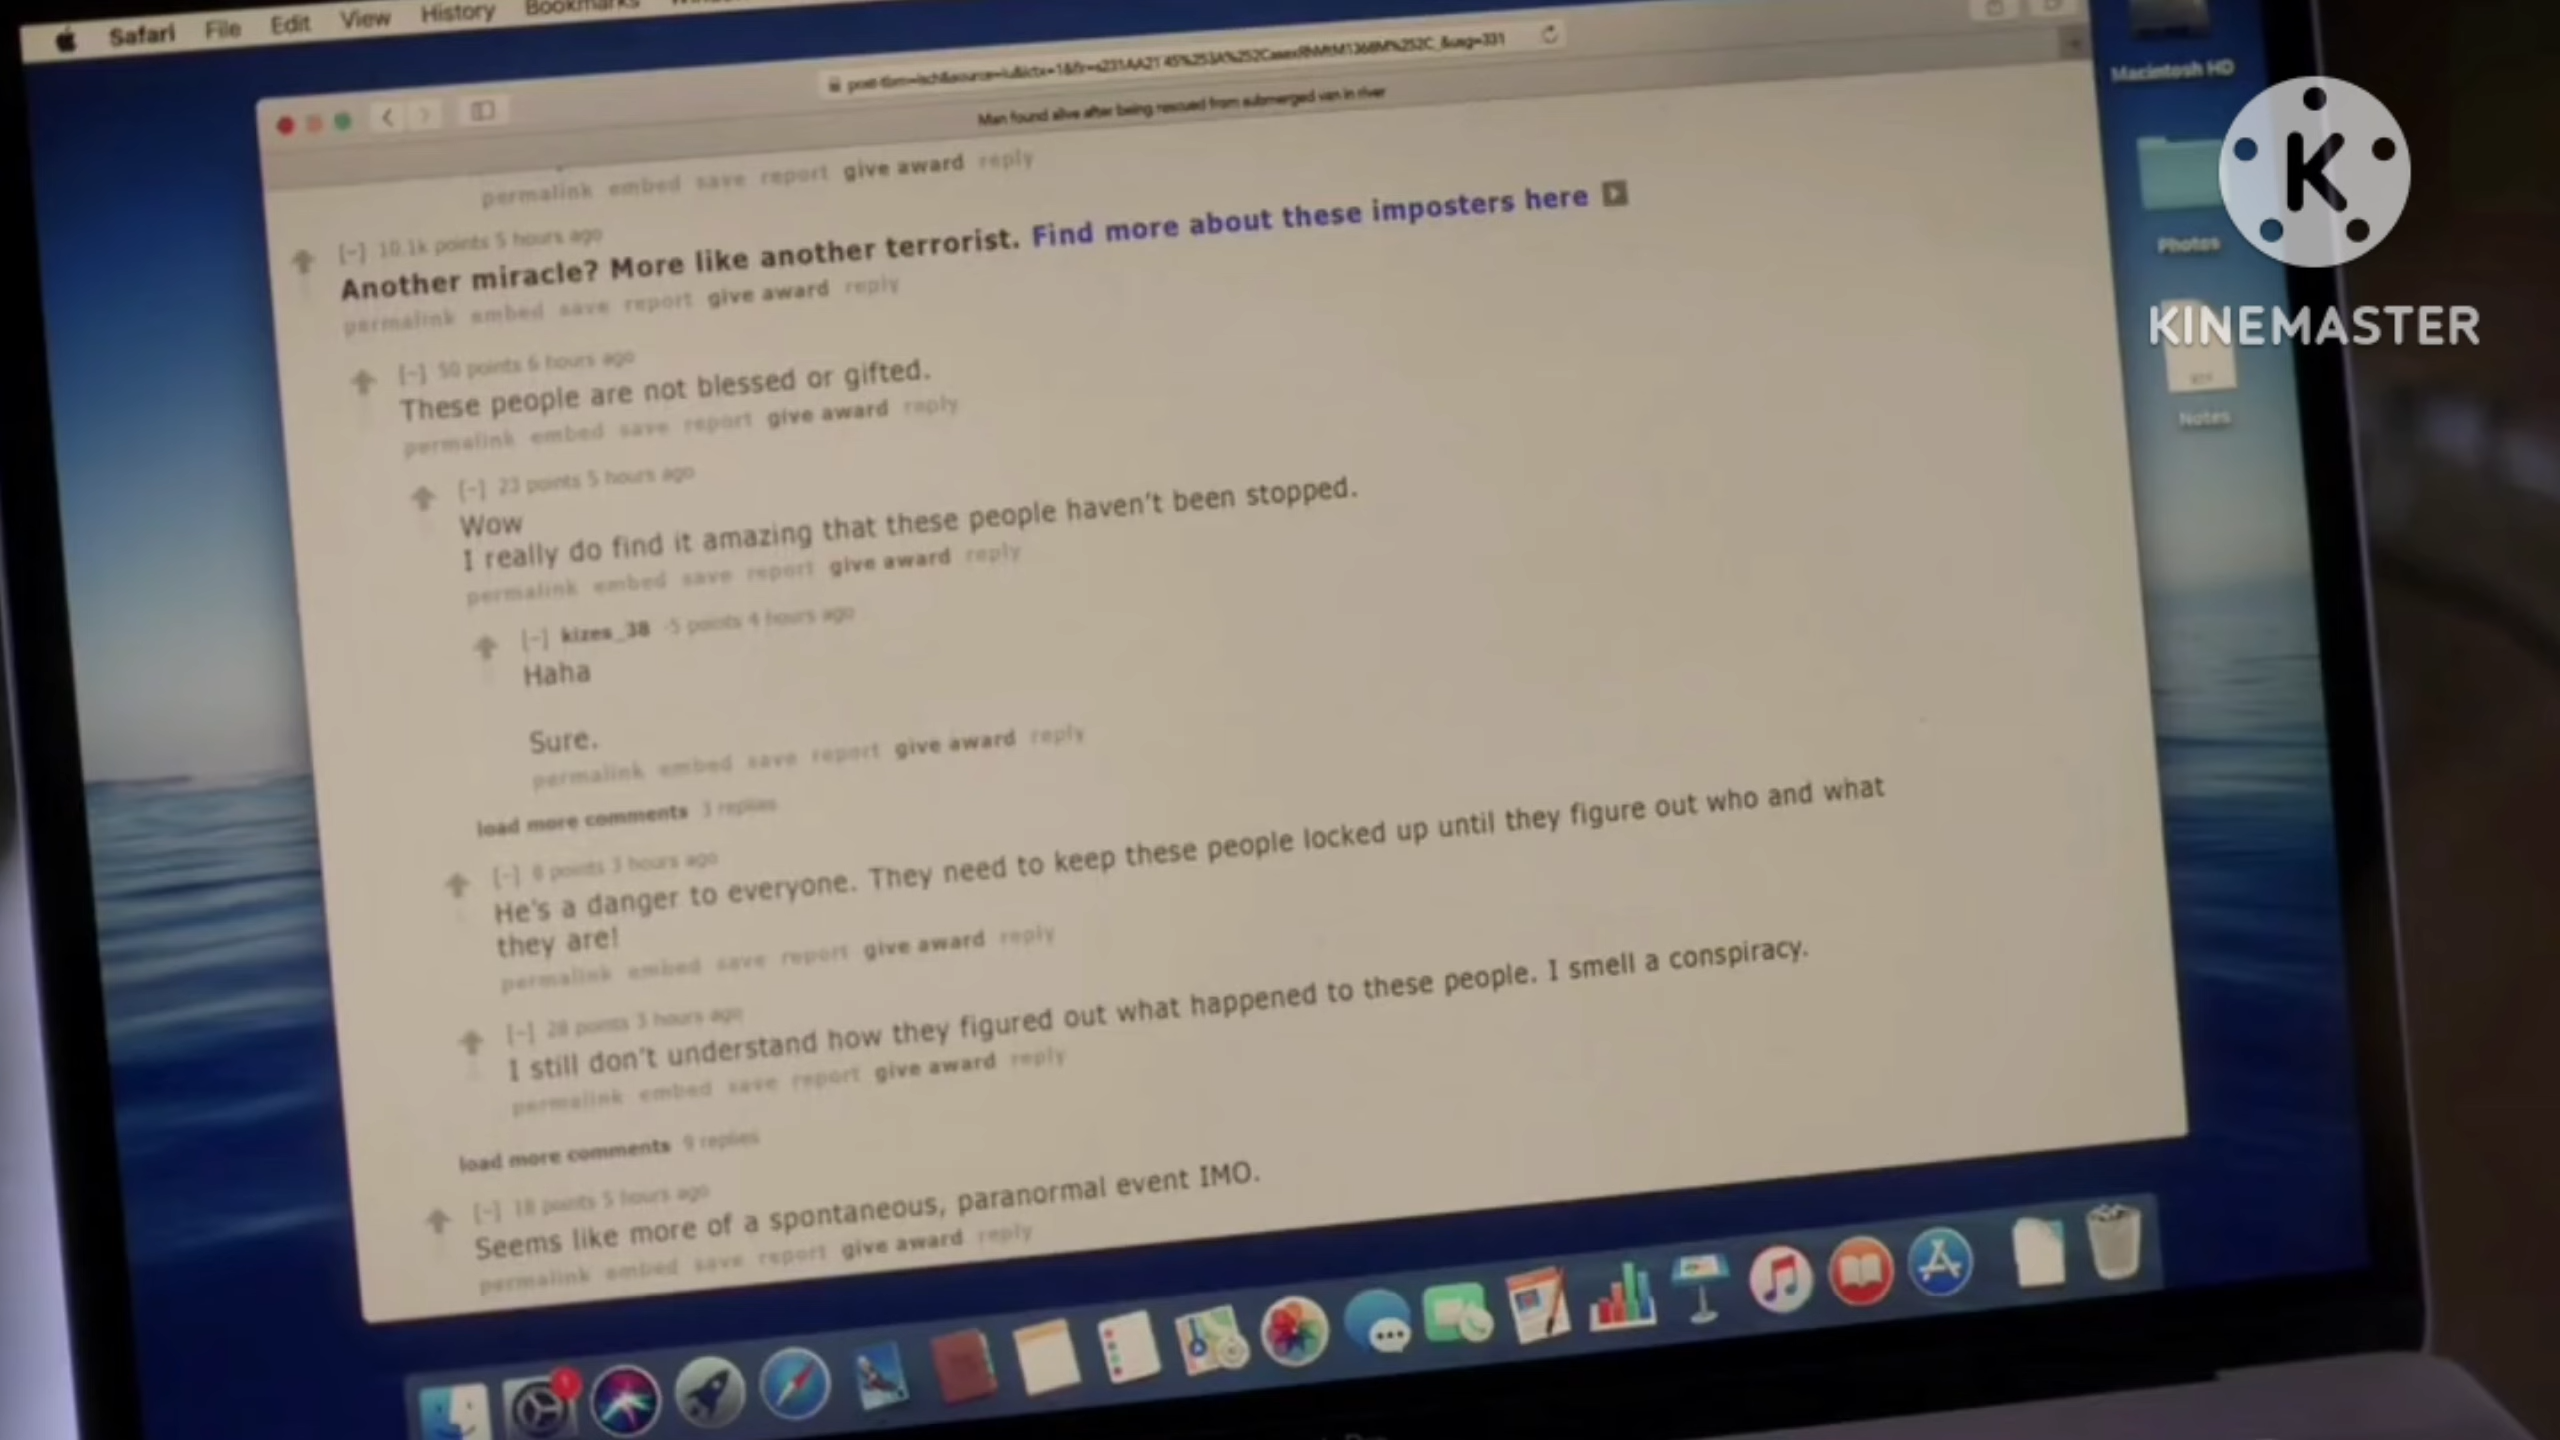 Safari File Edit View History Bookmarks
Man found alive after being rescued from submerged van in river
Macintosh HD
Photos
Notes
K
KINEMASTER
permalink embed save report give award reply
[-] 10.1k points 5 hours ago
Another miracle? More like another terrorist. Find more about these imposters here
permalink embed save report give award reply
[-] 50 points 6 hours ago
These people are not blessed or gifted.
permalink embed save report give award reply
[-] 23 points 5 hours ago
Wow
I really do find it amazing that these people haven't been stopped.
permalink embed save report give award reply
[-] kizes_38 -5 points 4 hours ago
Haha
Sure.
permalink embed save report give award reply
load more comments 3 replies
[-] 8 points 3 hours ago
He's a danger to everyone. They need to keep these people locked up until they figure out who and what
they are!
permalink embed save report give award reply
[-] 28 points 3 hours ago
I still don't understand how they figured out what happened to these people. I smell a conspiracy.
permalink embed save report give award reply
load more comments 9 replies
[-] 18 points 5 hours ago
Seems like more of a spontaneous, paranormal event IMO.
permalink embed save report give award reply